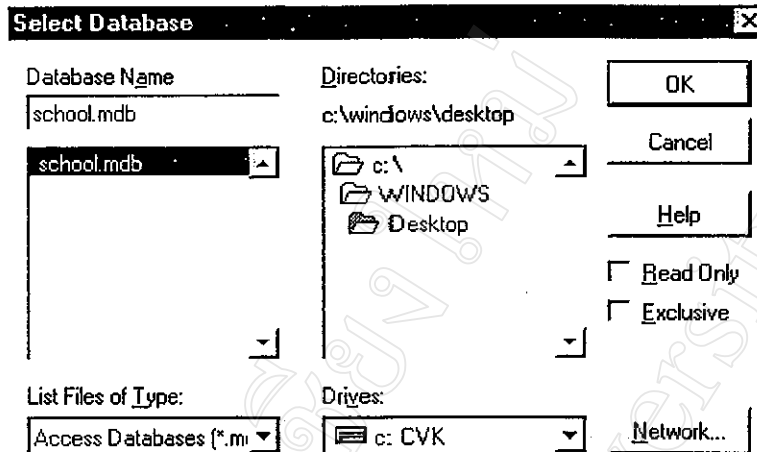 Select Database
Database Name
school.mdb
school.mdb
List Files of Type:
Access Databases (*.m
Directories:
c:\windows\desktop
c:\
WINDOWS
Desktop
Drives:
c: CVK
OK
Cancel
Help
Read Only
Exclusive
Network...